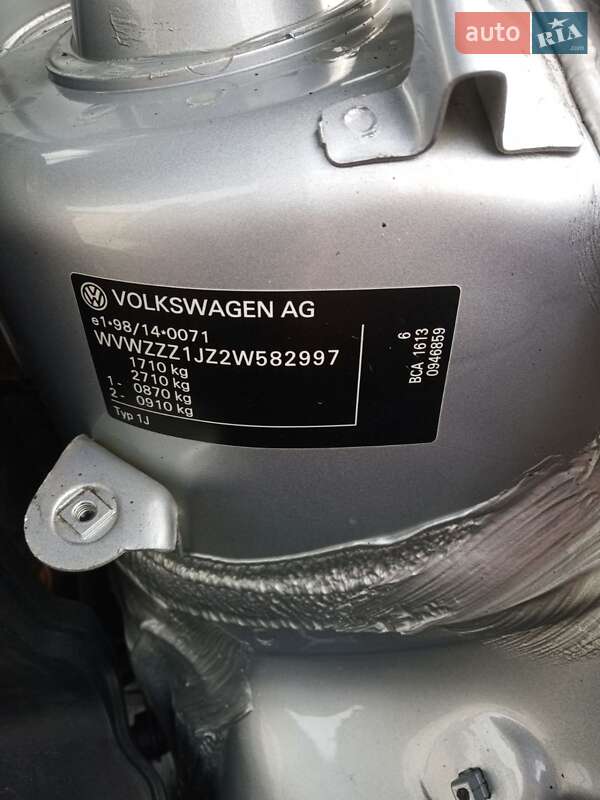 auto RIA .com
VOLKSWAGEN AG
e1*98/14*0071
WVWZZZ1JZ2W582997
1710 kg
2710 kg
1- 0870 kg
2- 0910 kg
Typ 1J
6
BCA 1613
0946859